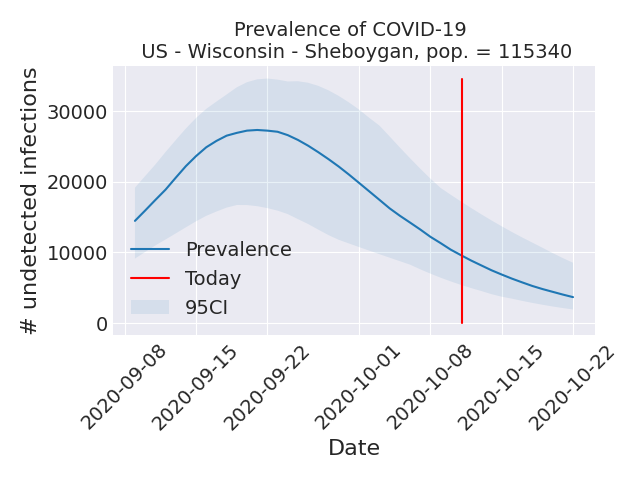 Prevalence of COVID-19
US - Wisconsin - Sheboygan, pop. = 115340
# undetected infections
30000
20000
10000
0
Prevalence
Today
95CI
2020-09-08
2020-09-15
2020-09-22
2020-10-01
2020-10-08
2020-10-15
2020-10-22
Date